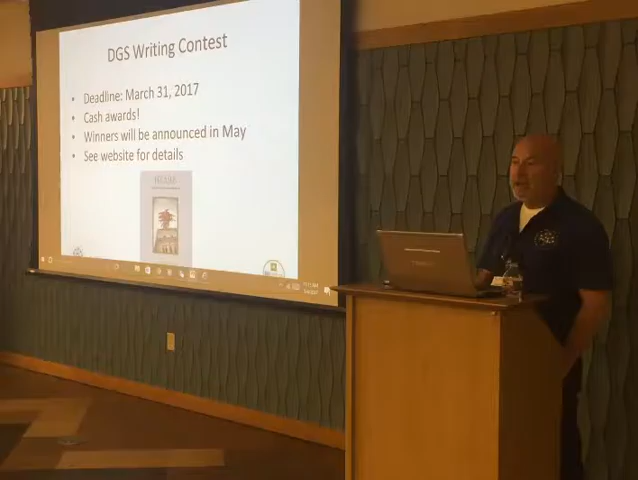 DGS Writing Contest
• Deadline: March 31, 2017
• Cash awards!
• Winners will be announced in May
• See website for details